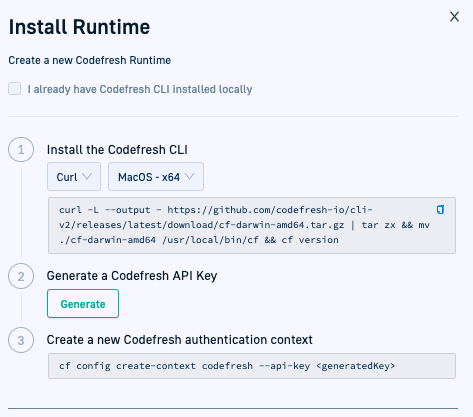 Install Runtime
Create a new Codefresh Runtime
I already have Codefresh CLI installed locally
1
Install the Codefresh CLI
Curl
MacOS - x64
curl -L --output - https://github.com/codefresh-io/cli-
v2/releases/latest/download/cf-darwin-amd64.tar.gz | tar zx && mv
./cf-darwin-amd64 /usr/local/bin/cf && cf version
2
Generate a Codefresh API Key
Generate
3
Create a new Codefresh authentication context
cf config create-context codefresh --api-key <generatedKey>